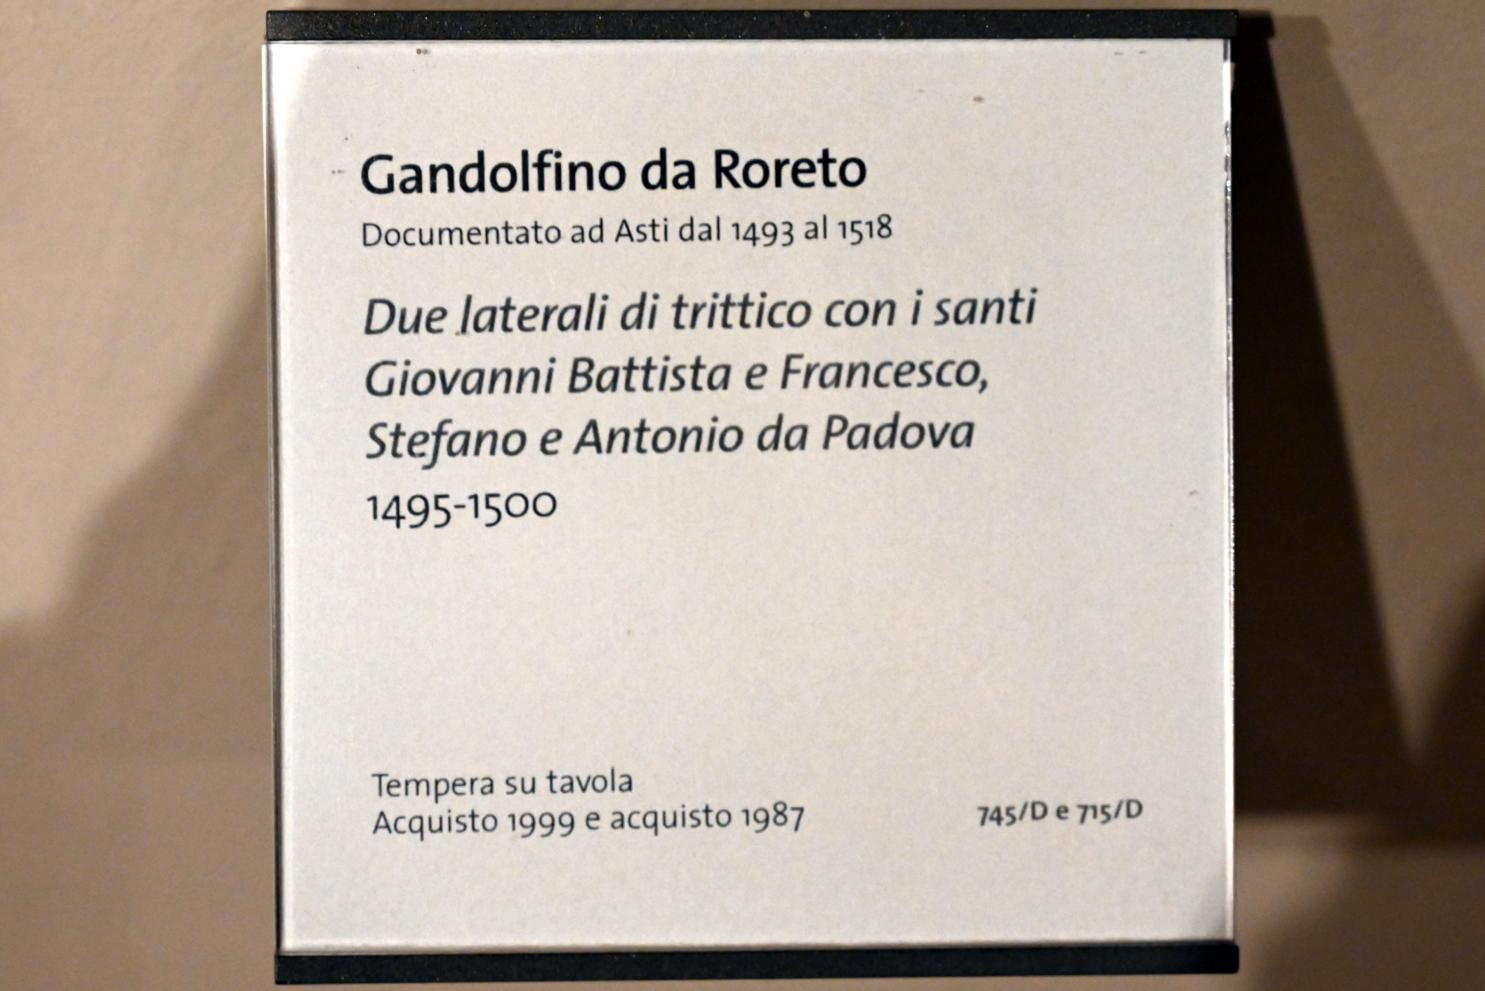 Gandolfino da Roreto
Documentato ad Asti dal 1493 al 1518
Due laterali di trittico con i santi
Giovanni Battista e Francesco,
Stefano e Antonio da Padova
1495-1500
Tempera su tavola
Acquisto 1999 e acquisto 1987 745/D e 715/D